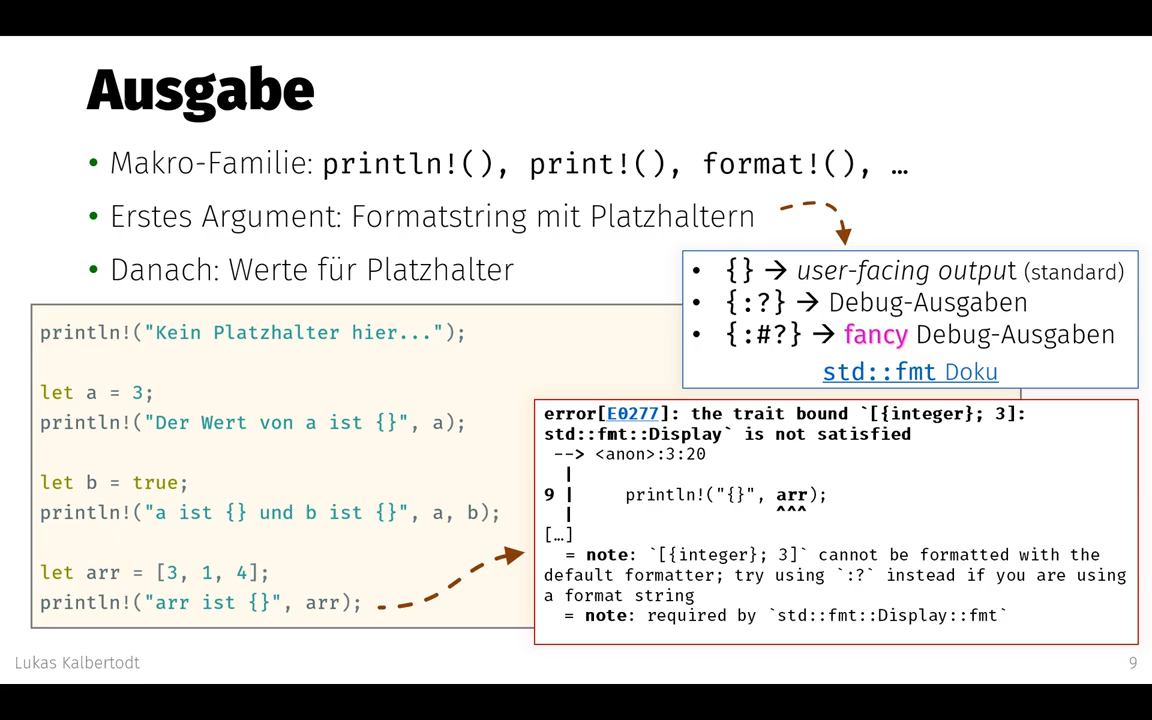 Ausgabe
• Makro-Familie: println!(), print!(), format!(), …
• Erstes Argument: Formatstring mit Platzhaltern
• Danach: Werte für Platzhalter
• {} → user-facing output (standard)
• {:?} → Debug-Ausgaben
• {:#?} → fancy Debug-Ausgaben
std::fmt Doku
println!("Kein Platzhalter hier...");
let a = 3;
println!("Der Wert von a ist {}", a);
let b = true;
println!("a ist {} und b ist {}", a, b);
let arr = [3, 1, 4];
println!("arr ist {}", arr);
error[E0277]: the trait bound `[{integer}; 3]:
std::fmt::Display` is not satisfied
--> <anon>:3:20
|
9 | println!("{}", arr);
| ^^^
[…]
= note: `[{integer}; 3]` cannot be formatted with the
default formatter; try using `:?` instead if you are using
a format string
= note: required by `std::fmt::Display::fmt`
Lukas Kalbertodt
9